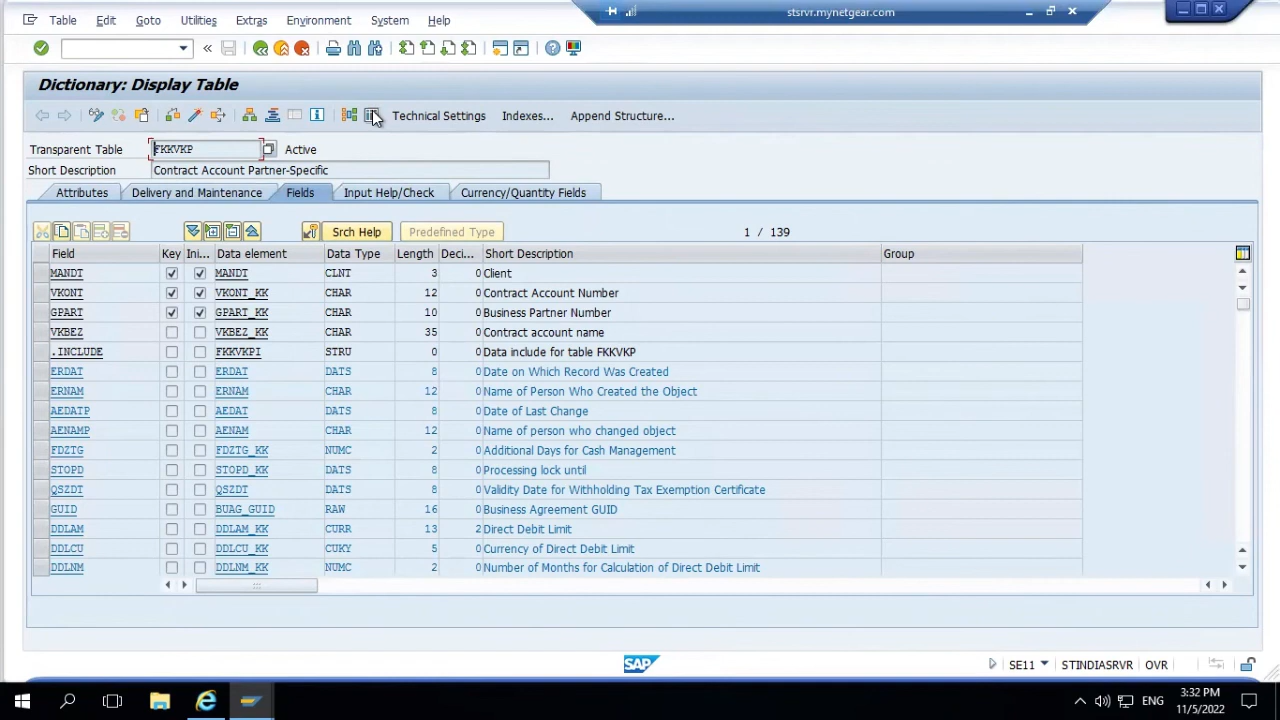 stsrvr.mynetgear.com
Table Edit Goto Utilities Extras Environment System Help
Dictionary: Display Table
Technical Settings Indexes... Append Structure...
Transparent Table FKKVKP Active
Short Description Contract Account Partner-Specific
Attributes Delivery and Maintenance Fields Input Help/Check Currency/Quantity Fields
Srch Help Predefined Type 1 / 139
Field Key Ini... Data element Data Type Length Deci... Short Description Group
MANDT MANDT CLNT 3 0 Client
VKONT VKONT_KK CHAR 12 0 Contract Account Number
GPART GPART_KK CHAR 10 0 Business Partner Number
VKBEZ VKBEZ_KK CHAR 35 0 Contract account name
.INCLUDE FKKVKPI STRU 0 0 Data include for table FKKVKP
ERDAT ERDAT DATS 8 0 Date on Which Record Was Created
ERNAM ERNAM CHAR 12 0 Name of Person Who Created the Object
AEDATP AEDAT DATS 8 0 Date of Last Change
AENAMP AENAM CHAR 12 0 Name of person who changed object
FDZTG FDZTG_KK NUMC 2 0 Additional Days for Cash Management
STOPD STOPD_KK DATS 8 0 Processing lock until
QSZDT QSZDT DATS 8 0 Validity Date for Withholding Tax Exemption Certificate
GUID BUAG_GUID RAW 16 0 Business Agreement GUID
DDLAM DDLAM_KK CURR 13 2 Direct Debit Limit
DDLCU DDLCU_KK CUKY 5 0 Currency of Direct Debit Limit
DDLNM DDLNM_KK NUMC 2 0 Number of Months for Calculation of Direct Debit Limit
SAP SE11 STINDIASRVR OVR
ENG 3:32 PM
11/5/2022